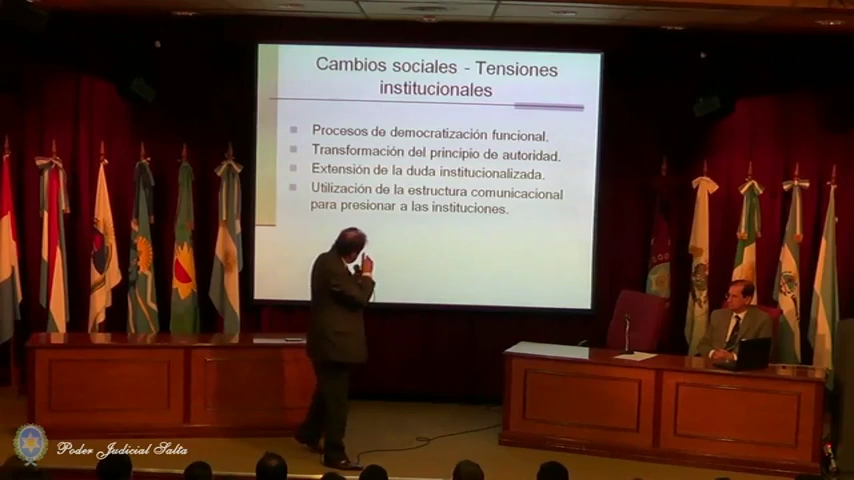 Cambios sociales - Tensiones
institucionales
Procesos de democratización funcional.
Transformación del principio de autoridad.
Extensión de la duda institucionalizada.
Utilización de la estructura comunicacional
para presionar a las instituciones.
Poder Judicial Salta